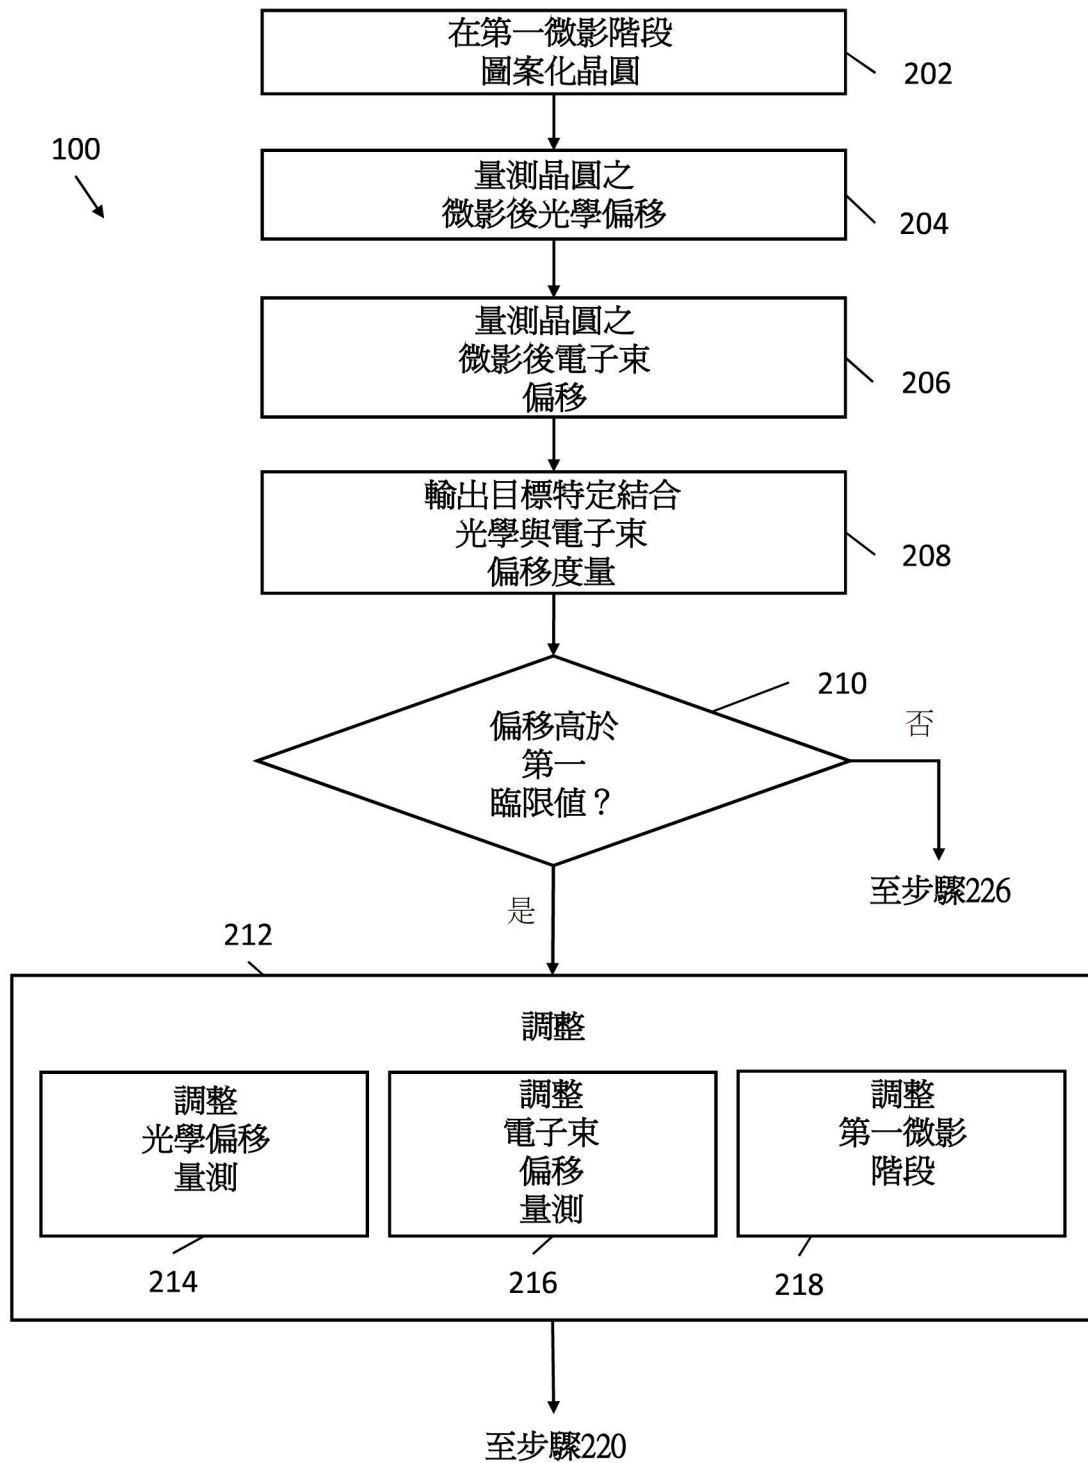 在第一微影階段
圖案化晶圓
202
100
量測晶圓之
微影後光學偏移
204
量測晶圓之
微影後電子束
偏移
206
輸出目標特定結合
光學與電子束
偏移度量
208
210
偏移高於
第一
臨限值？
否
至步驟226
是
212
調整
調整
光學偏移
量測
214
調整
電子束
偏移
量測
216
調整
第一微影
階段
218
至步驟220